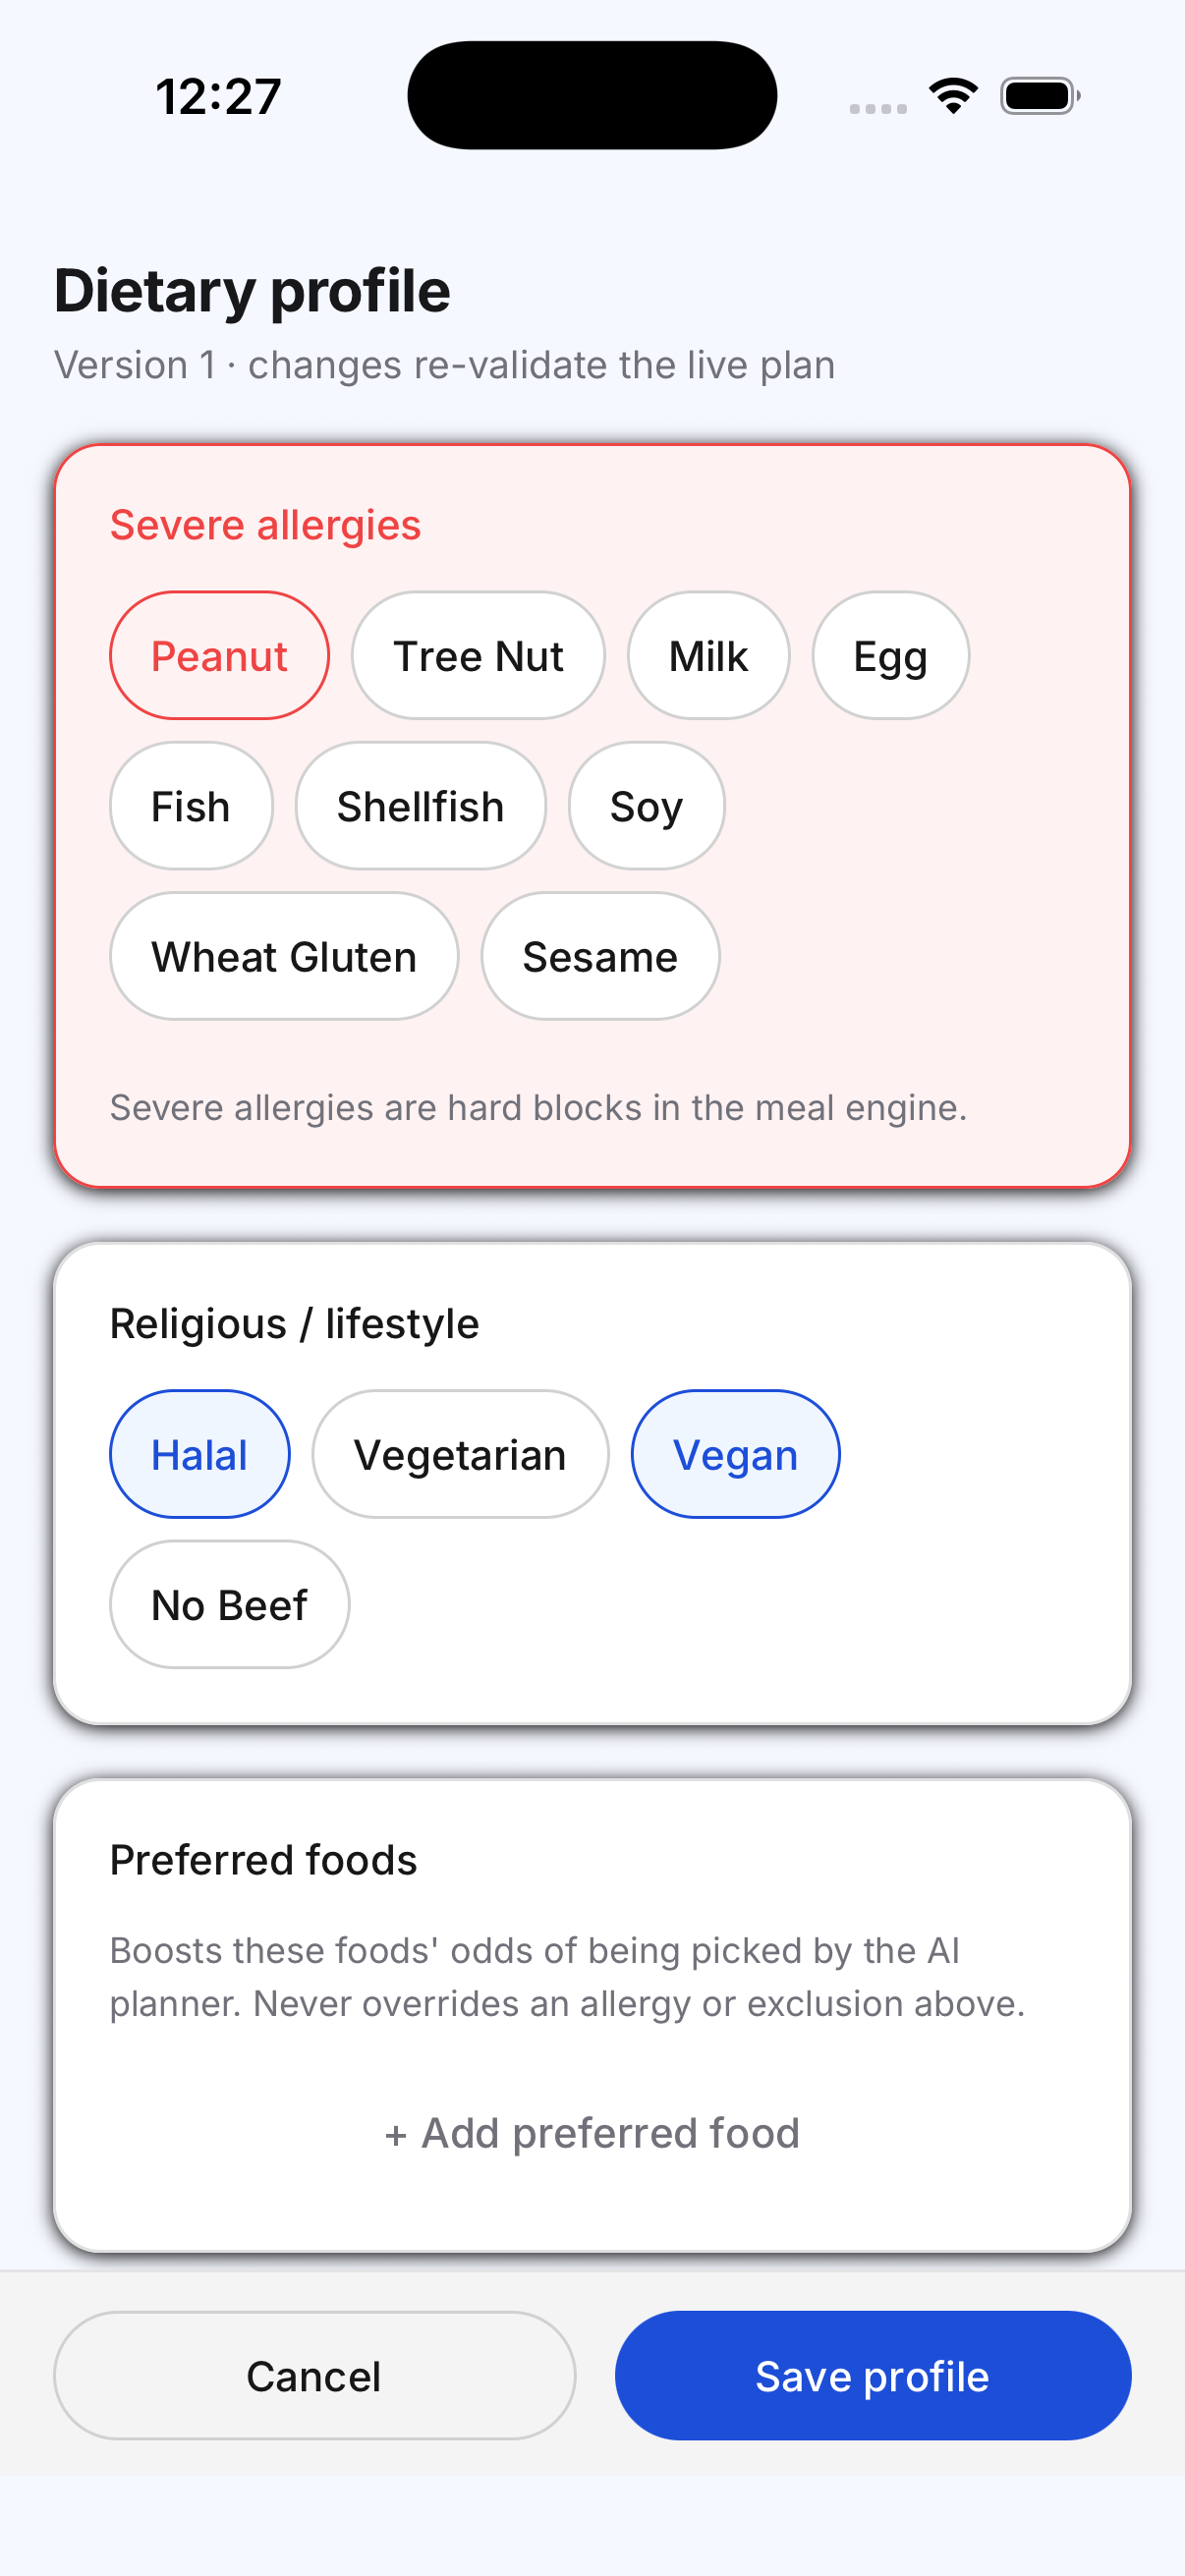 12:27
Dietary profile
Version 1 · changes re-validate the live plan
Severe allergies
Peanut Tree Nut Milk Egg
Fish Shellfish Soy
Wheat Gluten Sesame
Severe allergies are hard blocks in the meal engine.
Religious / lifestyle
Halal Vegetarian Vegan
No Beef
Preferred foods
Boosts these foods' odds of being picked by the AI
planner. Never overrides an allergy or exclusion above.
+ Add preferred food
Cancel Save profile